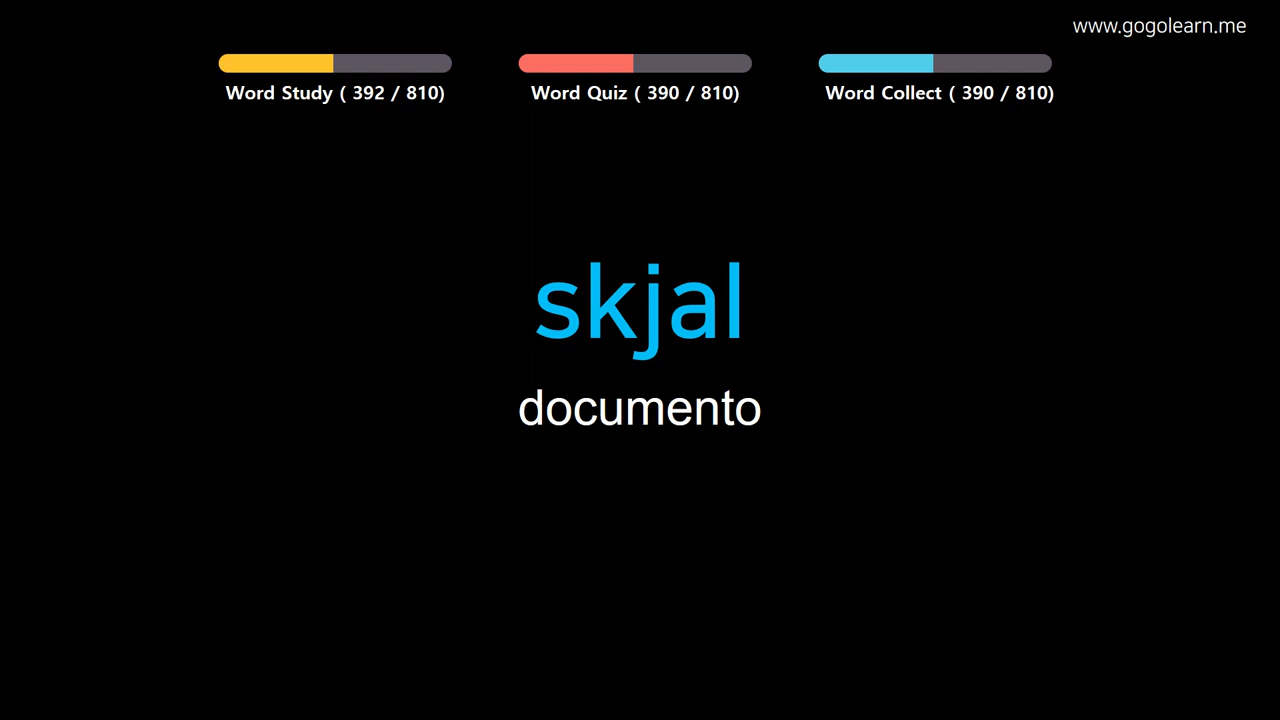 www.gogolearn.me
Word Study ( 392 / 810)
Word Quiz ( 390 / 810)
Word Collect ( 390 / 810)
skjal
documento